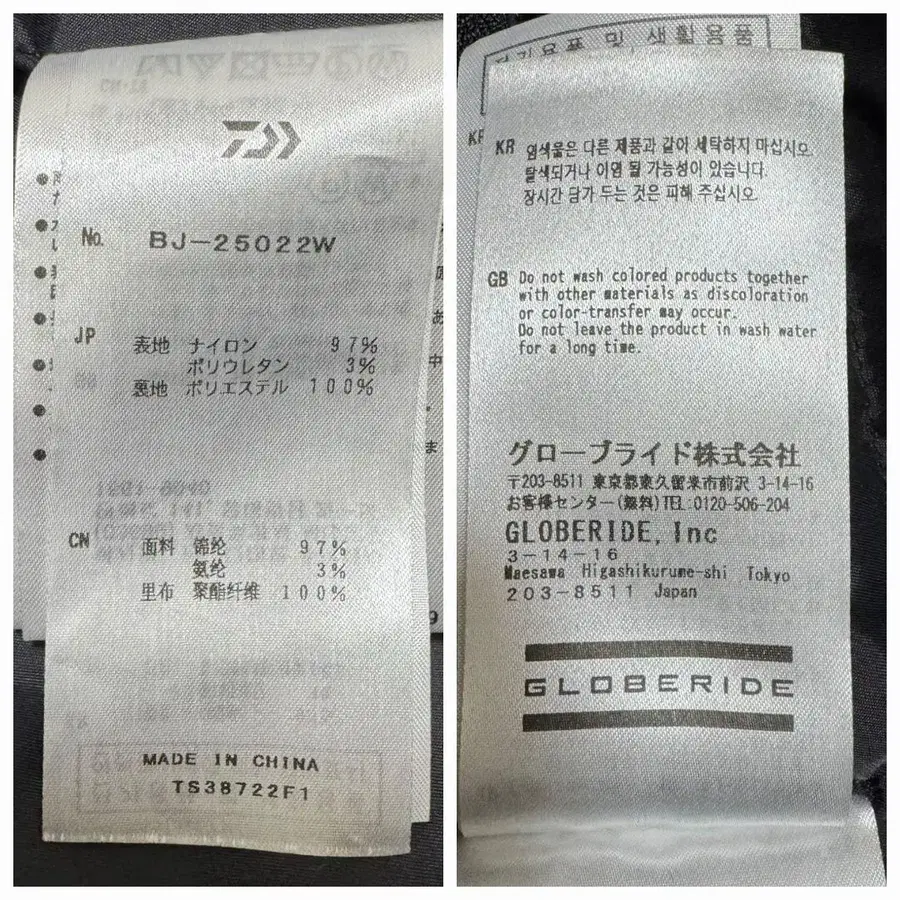 No. BJ-25022W
JP
表地 ナイロン 97%
ポリウレタン 3%
裏地 ポリエステル 100%
CN
面料 锦纶 97%
氨纶 3%
里布 聚酯纤维 100%
MADE IN CHINA
TS38722F1
및 생활용품
KR 염색물은 다른 제품과 같이 세탁하지 마십시오.
탈색되거나 이염 될 가능성이 있습니다.
장시간 담가 두는 것은 피해 주십시오.
GB Do not wash colored products together
with other materials as discoloration
or color-transfer may occur.
Do not leave the product in wash water
for a long time.
グローブライド株式会社
〒203-8511 東京都東久留米市前沢 3-14-16
お客様センター(無料)TEL:0120-506-204
GLOBERIDE, Inc
3-14-16
Maesawa Higashikurume-shi Tokyo
203-8511 Japan
GLOBERIDE